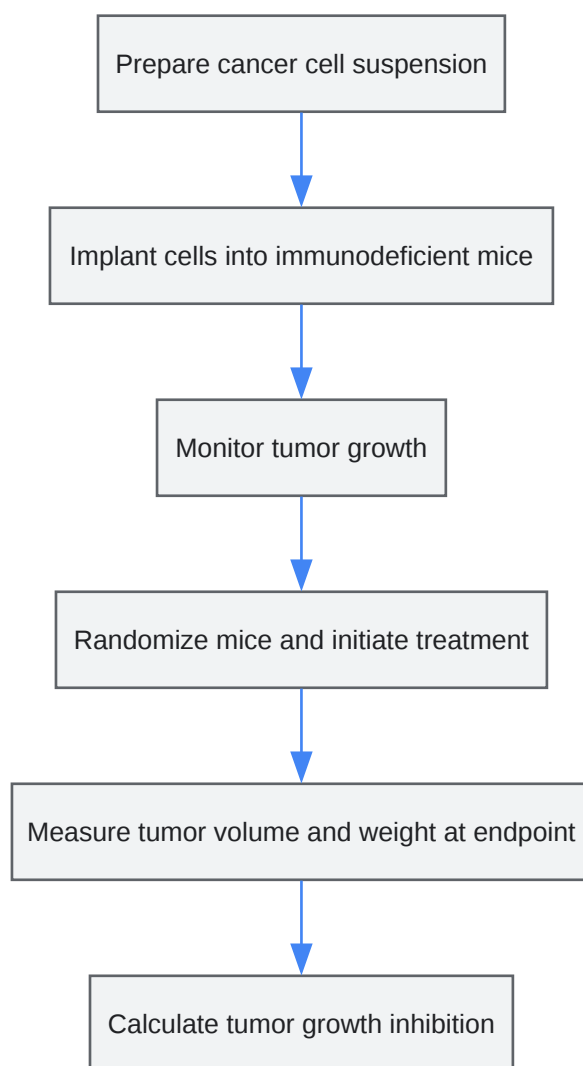 Prepare cancer cell suspension
Implant cells into immunodeficient mice
Monitor tumor growth
Randomize mice and initiate treatment
Measure tumor volume and weight at endpoint
Calculate tumor growth inhibition